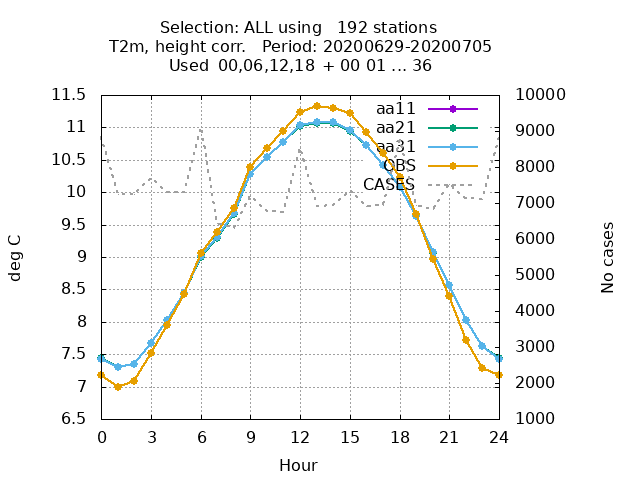 Selection: ALL using   192 stations
T2m, height corr.   Period: 20200629-20200705
Used  00,06,12,18 + 00 01 ... 36
11.5
11
10.5
10
9.5
9
8.5
8
7.5
7
6.5
10000
9000
8000
7000
6000
5000
4000
3000
2000
1000
aa11
aa21
aa31
OBS
CASES
deg C
No cases
0 3 6 9 12 15 18 21 24
Hour